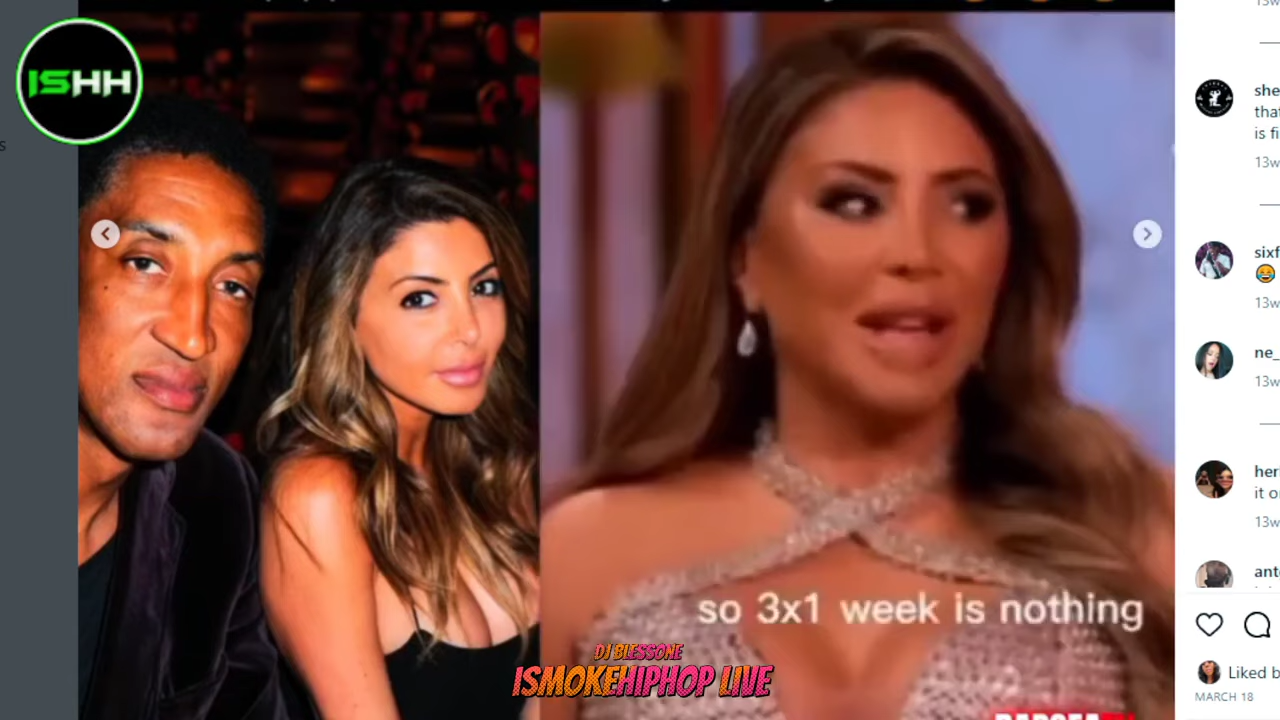 ISHH
s
so 3x1 week is nothing
DJ BLESSONE
ISMOKEHIPHOP LIVE
13w
she
that
is fi
13w
sixf
😂
13w
ne_
13w
her
it o
13w
ant
Liked b
MARCH 18